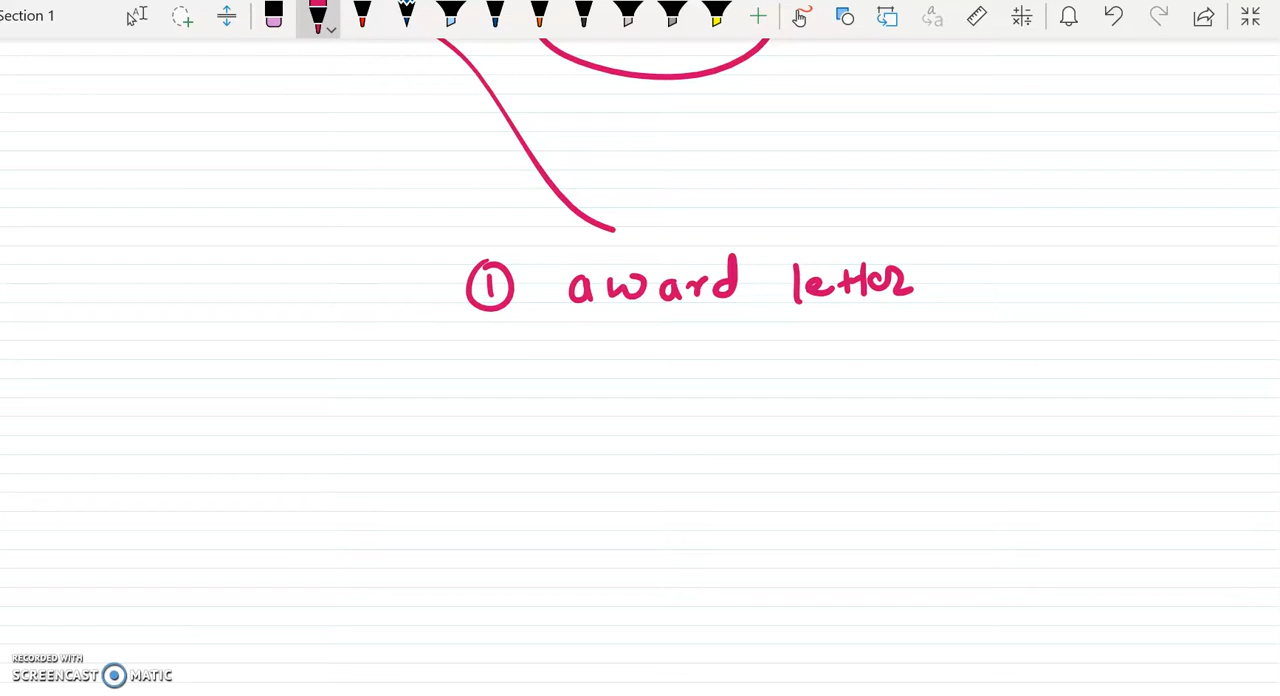 Section 1
① award letter
RECORDED WITH
SCREENCAST MATIC